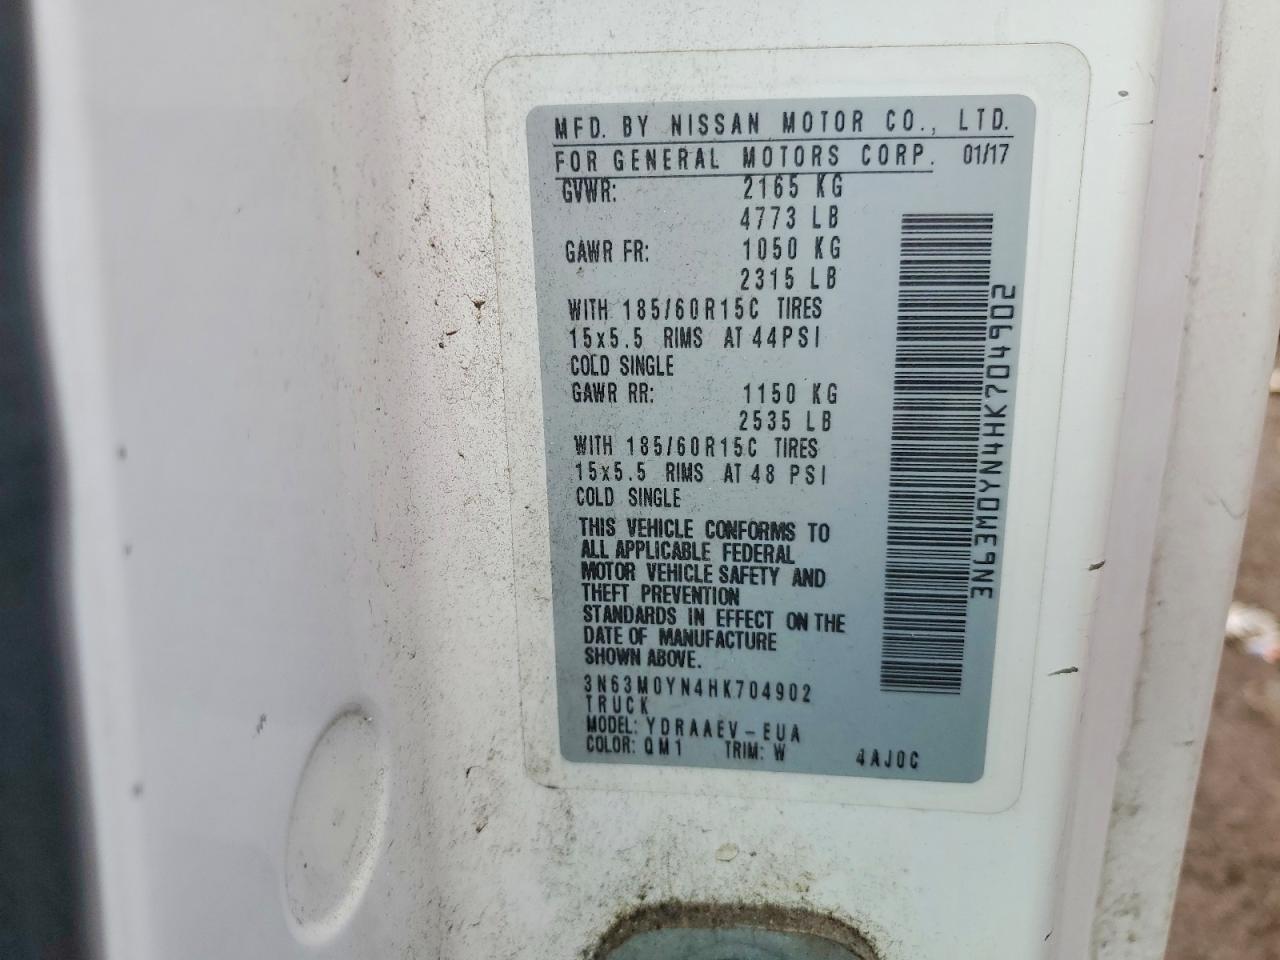 MFD. BY NISSAN MOTOR CO., LTD.
FOR GENERAL MOTORS CORP. 01/17
GVWR: 2165 KG
4773 LB
GAWR FR: 1050 KG
2315 LB
WITH 185/60R15C TIRES
15x5.5 RIMS AT 44PSI
COLD SINGLE
GAWR RR: 1150 KG
2535 LB
WITH 185/60R15C TIRES
15x5.5 RIMS AT 48 PSI
COLD SINGLE
THIS VEHICLE CONFORMS TO
ALL APPLICABLE FEDERAL
MOTOR VEHICLE SAFETY AND
THEFT PREVENTION
STANDARDS IN EFFECT ON THE
DATE OF MANUFACTURE
SHOWN ABOVE.
3N63M0YN4HK704902
TRUCK
MODEL: YDRAAEV-EUA
COLOR: QM1 TRIM: W 4AJ0C
3N63M0YN4HK704902